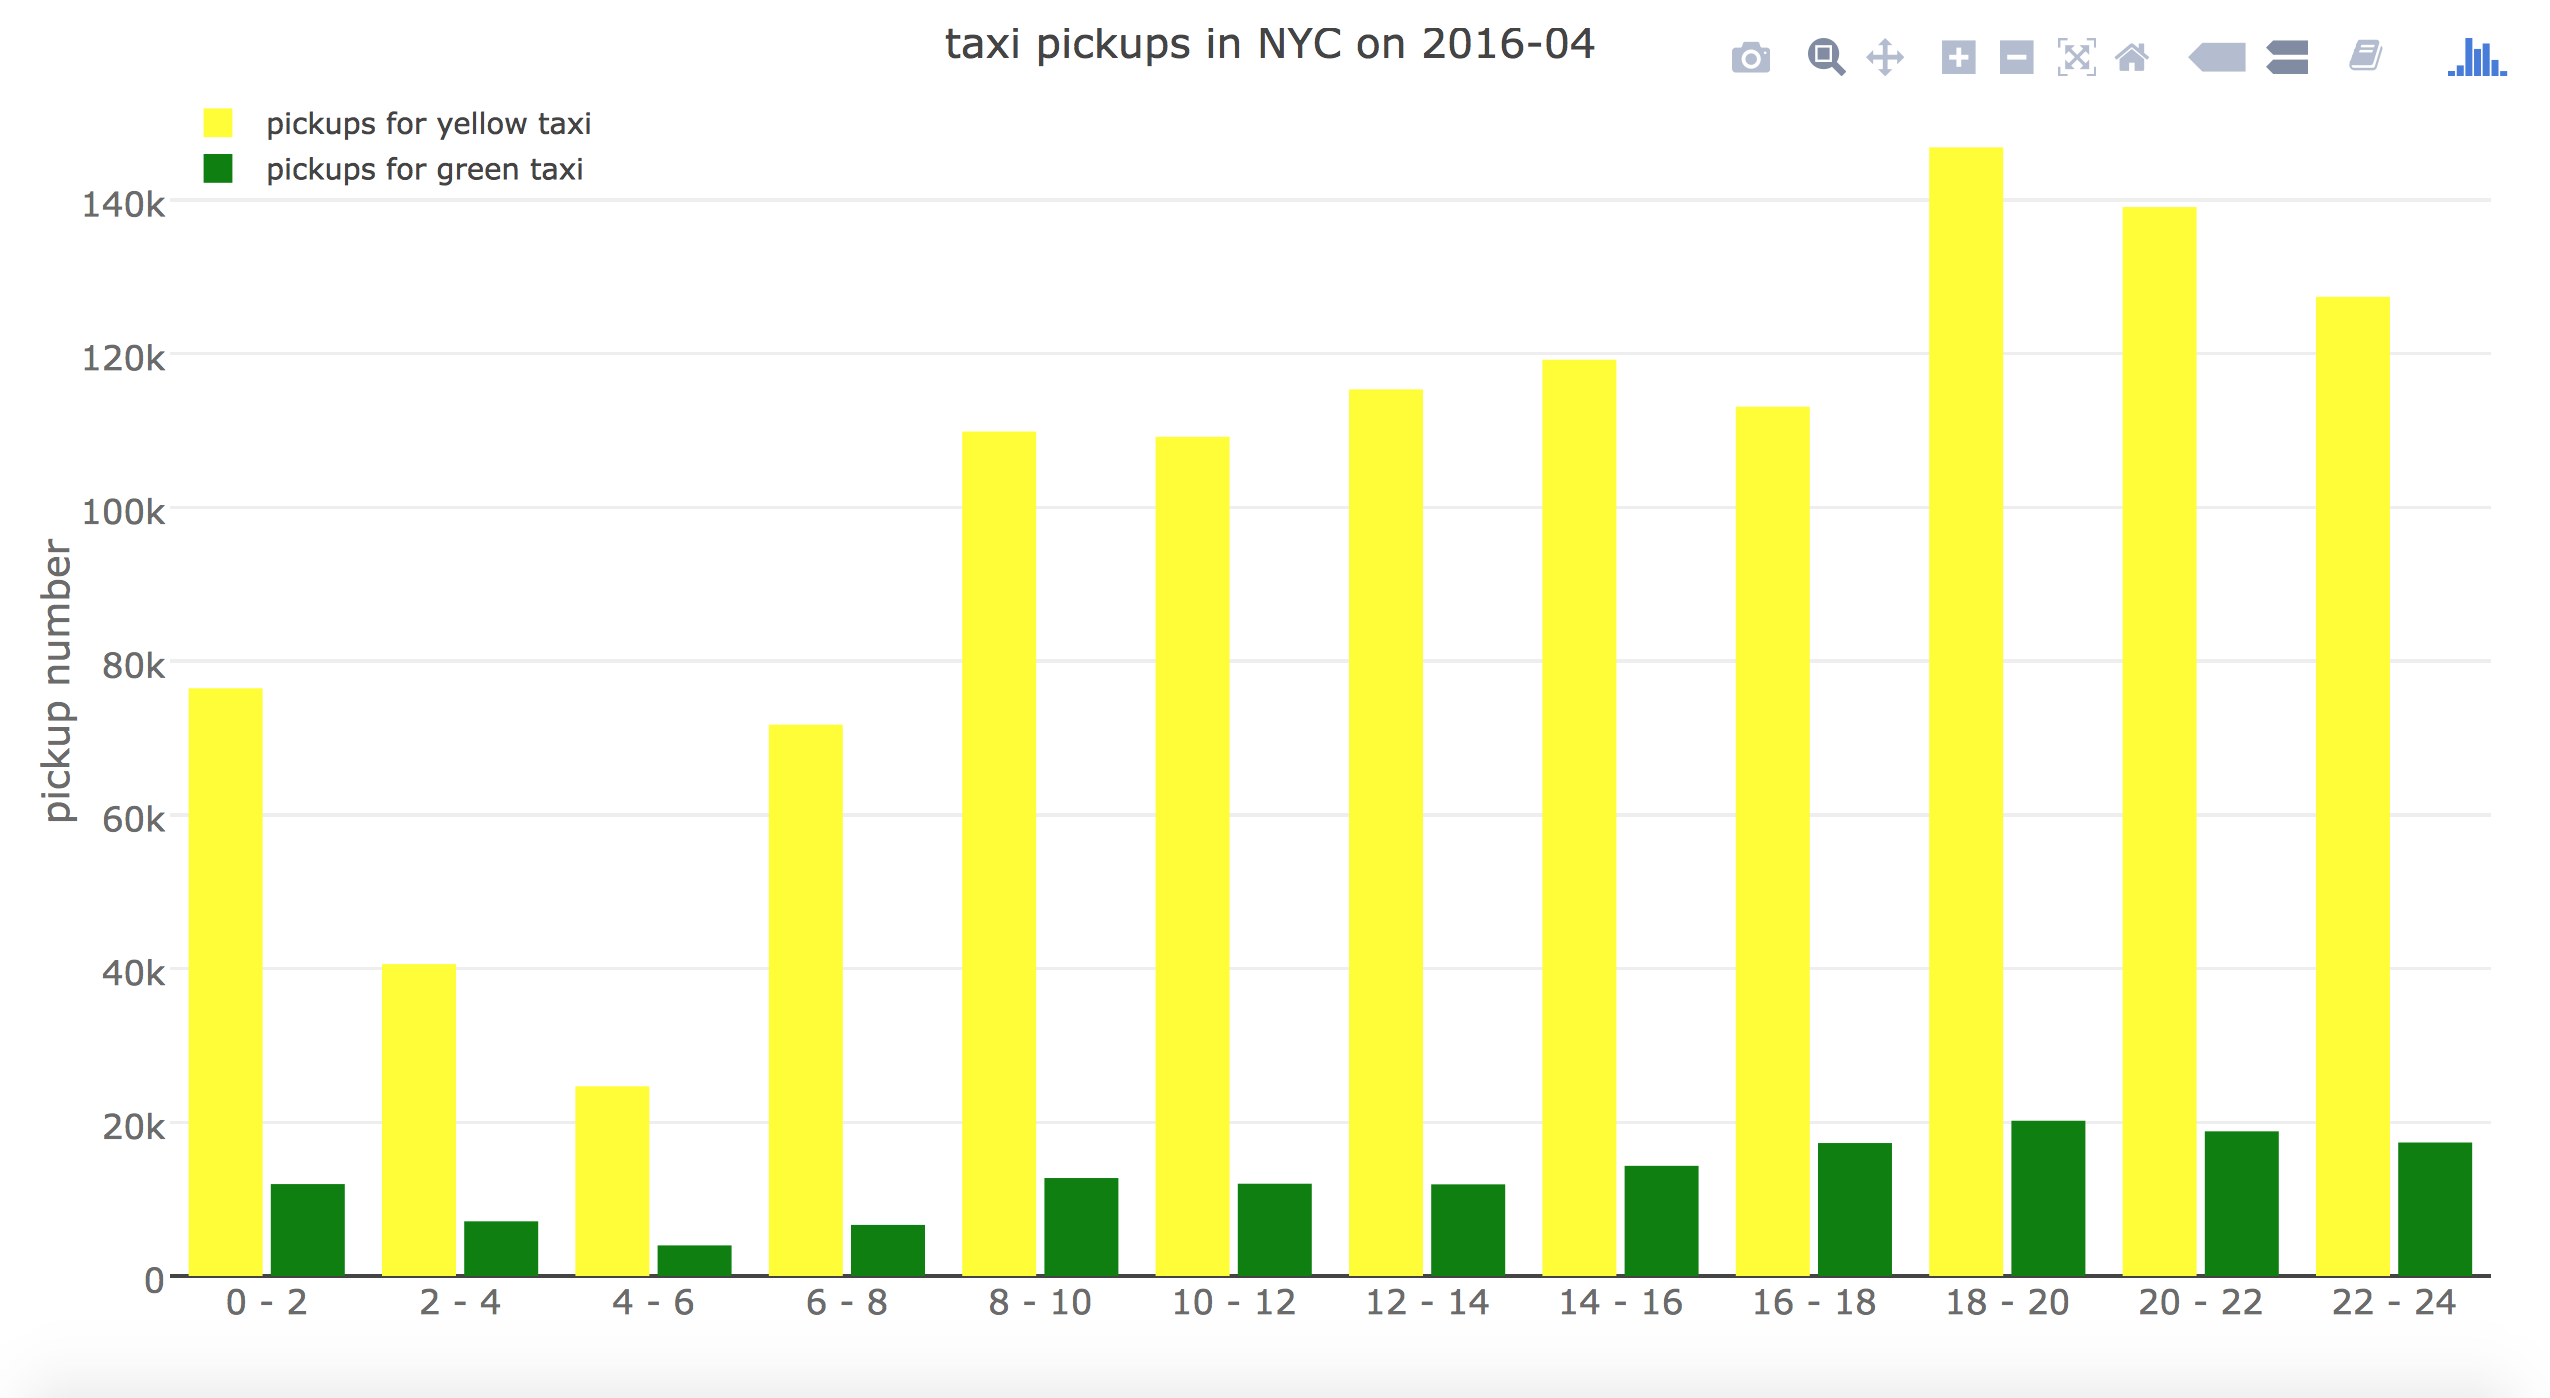 taxi pickups in NYC on 2016-04
pickups for yellow taxi
pickups for green taxi
140k
120k
100k
80k
60k
40k
20k
0
pickup number
0 - 2
2 - 4
4 - 6
6 - 8
8 - 10
10 - 12
12 - 14
14 - 16
16 - 18
18 - 20
20 - 22
22 - 24